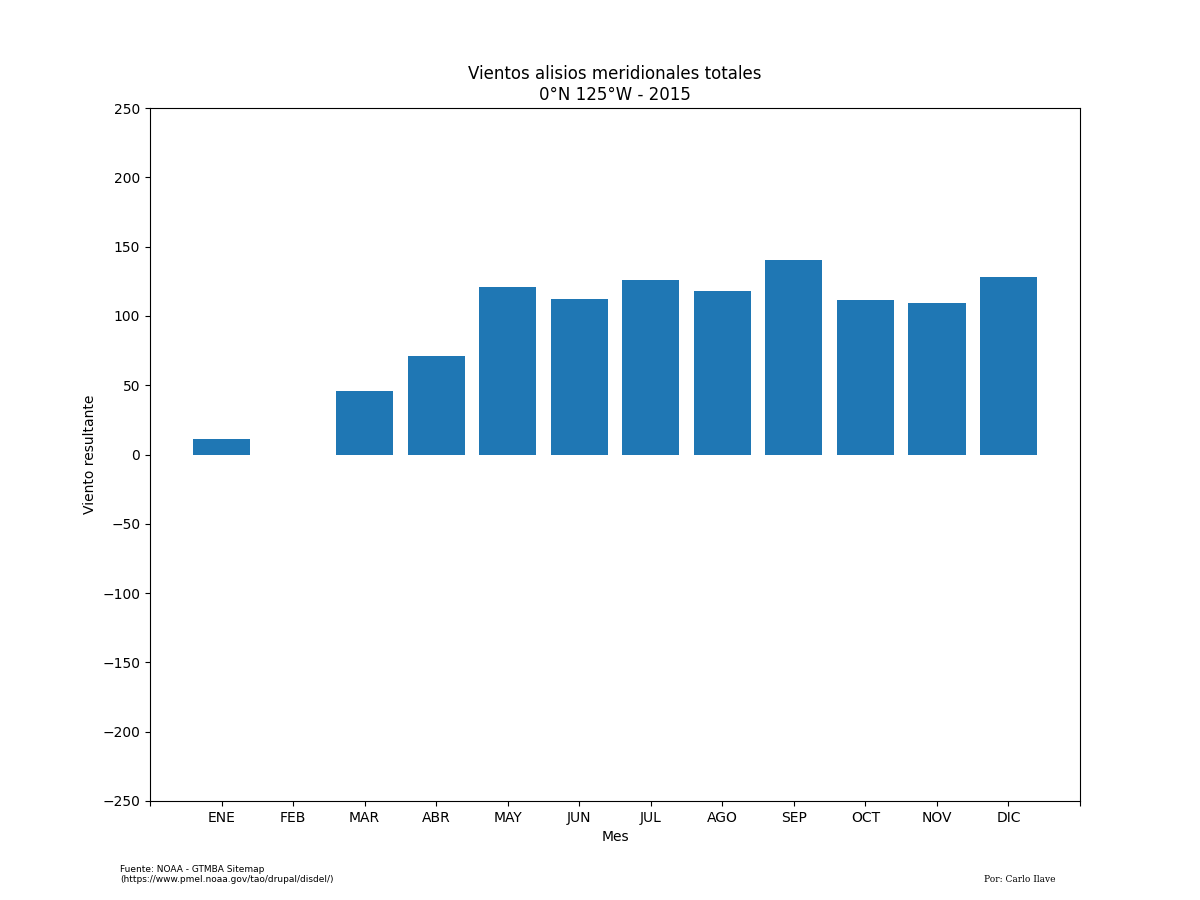 Vientos alisios meridionales totales
0°N 125°W - 2015
250
200
150
100
50
0
−50
−100
−150
−200
−250
Viento resultante
ENE FEB MAR ABR MAY JUN JUL AGO SEP OCT NOV DIC
Mes
Fuente: NOAA - GTMBA Sitemap
(https://www.pmel.noaa.gov/tao/drupal/disdel/)
Por: Carlo Ilave